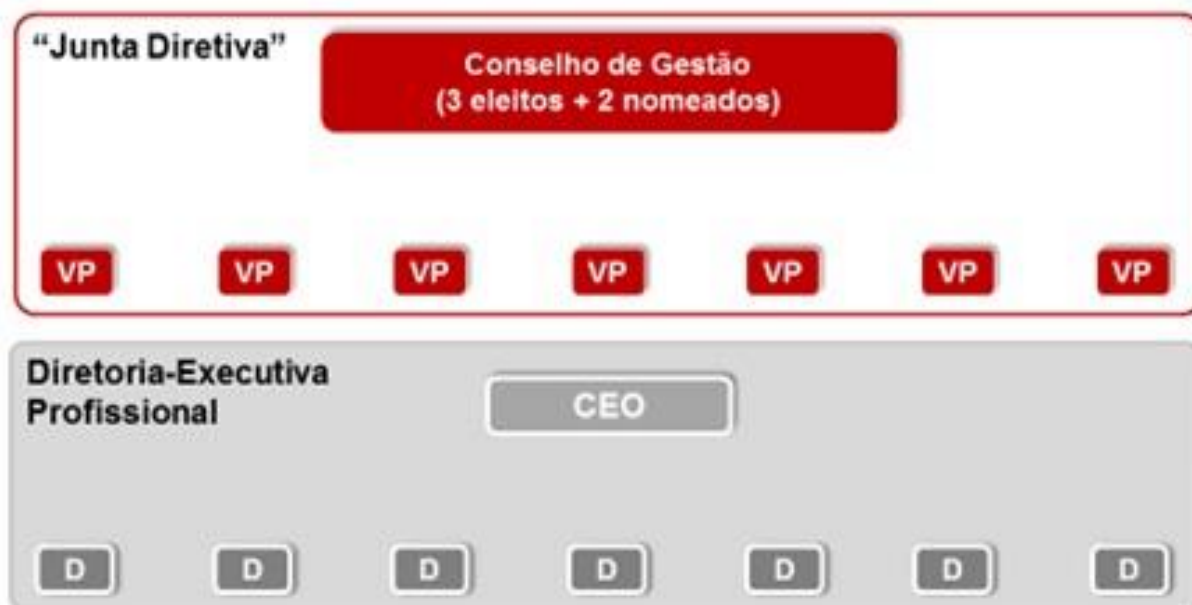 “Junta Diretiva”
Conselho de Gestão
(3 eleitos + 2 nomeados)
VP VP VP VP VP VP VP
Diretoria-Executiva
Profissional
CEO
D D D D D D D